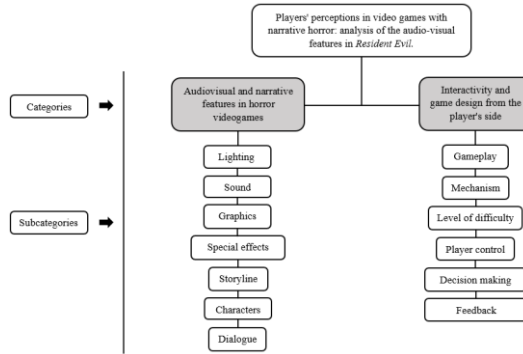 Players' perceptions in video games with
narrative horror: analysis of the audio-visual
features in Resident Evil.
Categories
Audiovisual and narrative
features in horror
videogames
Interactivity and
game design from the
player's side
Subcategories
Lighting
Sound
Graphics
Special effects
Storyline
Characters
Dialogue
Gameplay
Mechanism
Level of difficulty
Player control
Decision making
Feedback